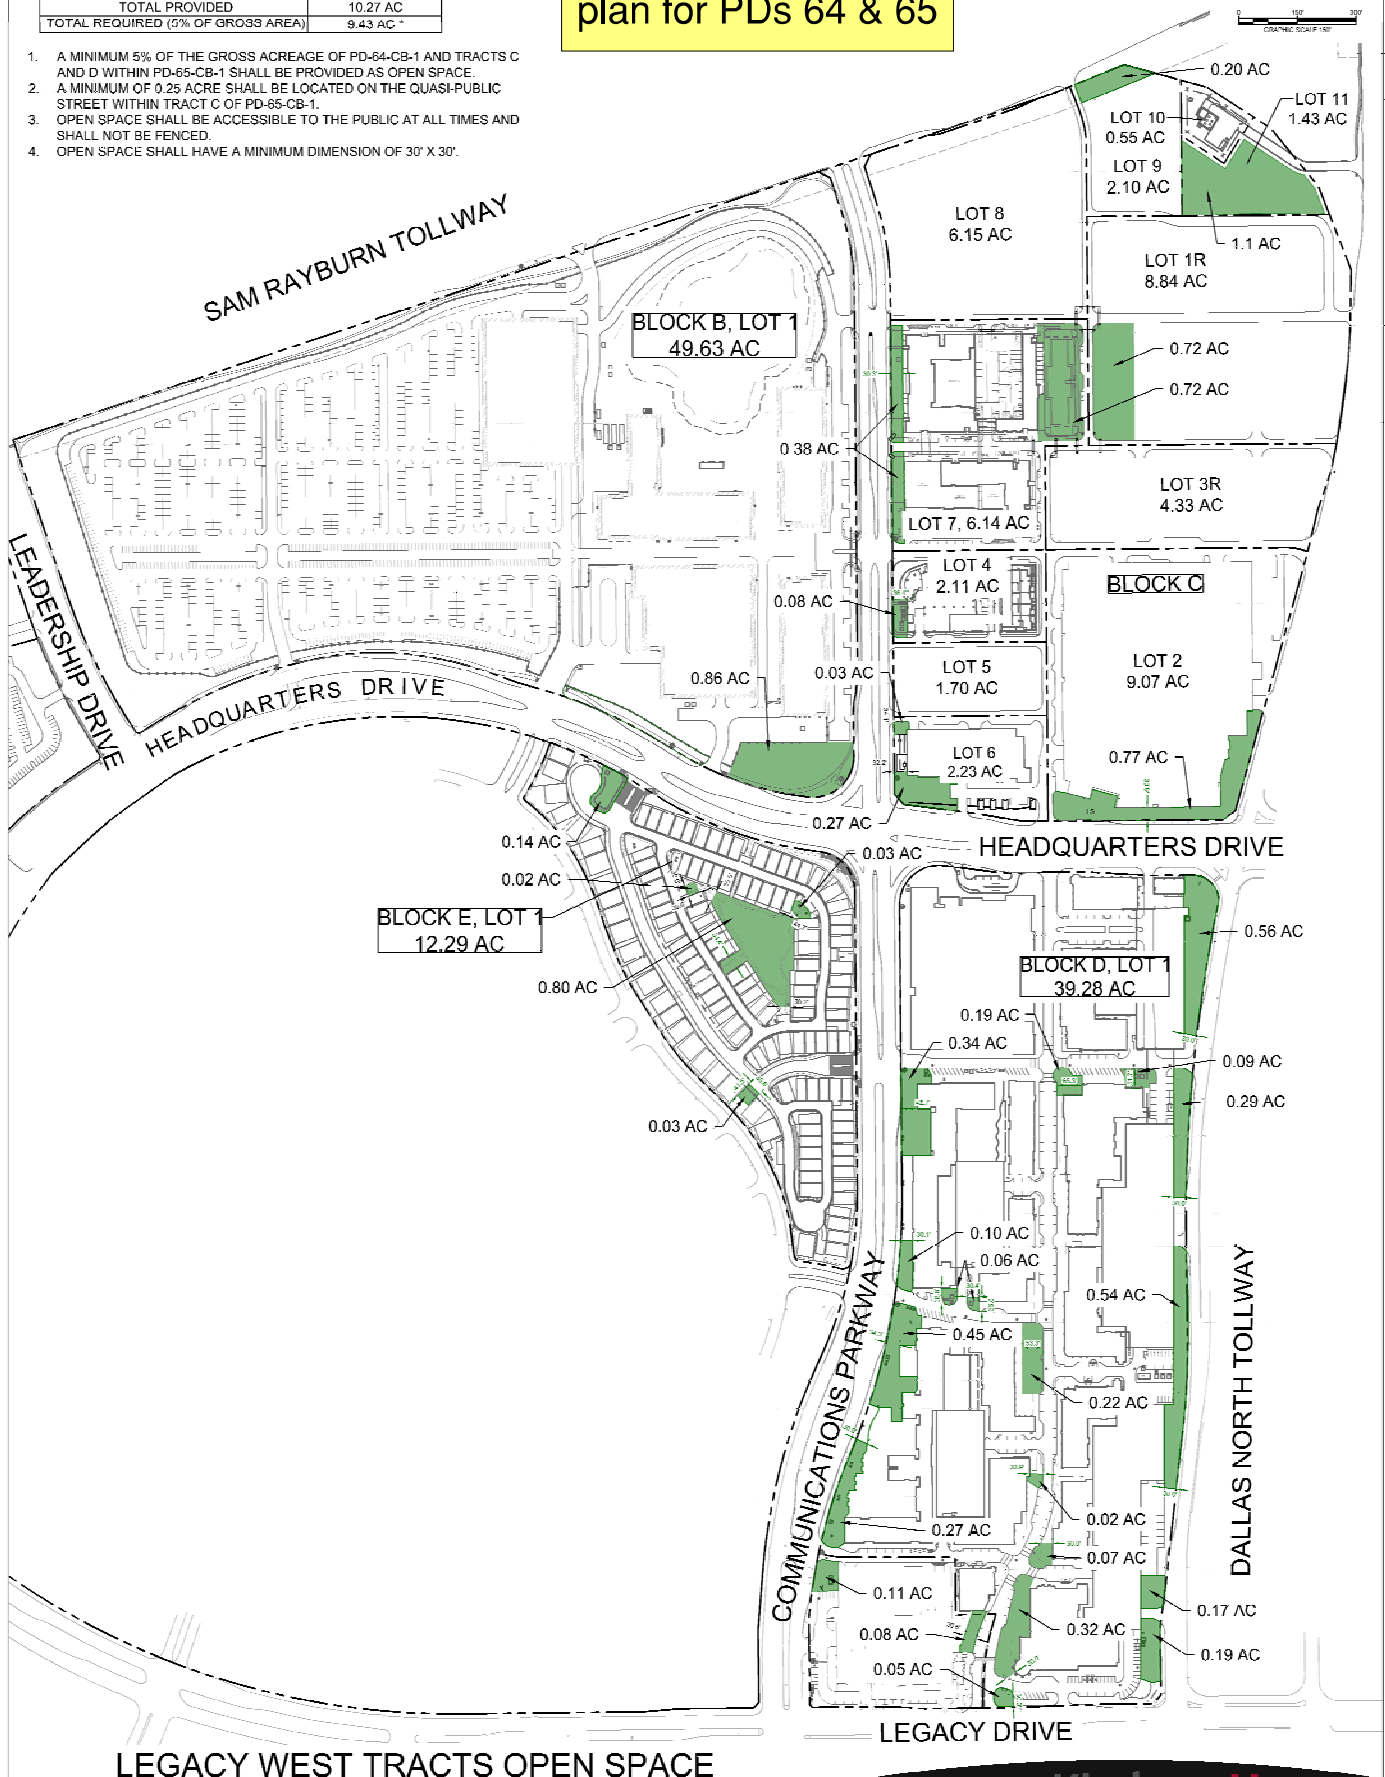 plan for PDs 64 & 65
TOTAL PROVIDED 10.27 AC
TOTAL REQUIRED (5% OF GROSS AREA) 9.43 AC *
1. A MINIMUM 5% OF THE GROSS ACREAGE OF PD-64-CB-1 AND TRACTS C
AND D WITHIN PD-65-CB-1 SHALL BE PROVIDED AS OPEN SPACE.
2. A MINIMUM OF 0.25 ACRE SHALL BE LOCATED ON THE QUASI-PUBLIC
STREET WITHIN TRACT C OF PD-65-CB-1.
3. OPEN SPACE SHALL BE ACCESSIBLE TO THE PUBLIC AT ALL TIMES AND
SHALL NOT BE FENCED.
4. OPEN SPACE SHALL HAVE A MINIMUM DIMENSION OF 30' X 30'.
0 150' 300'
GRAPHIC SCALE 150'
0.20 AC
LOT 11
1.43 AC
LOT 10
0.55 AC
LOT 9
2.10 AC
1.1 AC
LOT 8
6.15 AC
LOT 1R
8.84 AC
SAM RAYBURN TOLLWAY
BLOCK B, LOT 1
49.63 AC
0.72 AC
0.72 AC
0.38 AC
LOT 3R
4.33 AC
LOT 7, 6.14 AC
LOT 4
2.11 AC
BLOCK C
0.08 AC
LEADERSHIP DRIVE
HEADQUARTERS DRIVE
0.86 AC
0.03 AC
LOT 5
1.70 AC
LOT 2
9.07 AC
LOT 6
2.23 AC
0.77 AC
0.27 AC
HEADQUARTERS DRIVE
0.14 AC
0.03 AC
0.02 AC
BLOCK E, LOT 1
12.29 AC
0.80 AC
0.56 AC
BLOCK D, LOT 1
39.28 AC
0.19 AC
0.34 AC
0.09 AC
0.29 AC
0.03 AC
0.10 AC
0.06 AC
0.54 AC
0.45 AC
COMMUNICATIONS PARKWAY
DALLAS NORTH TOLLWAY
0.22 AC
0.02 AC
0.27 AC
0.07 AC
0.11 AC
0.17 AC
0.32 AC
0.08 AC
0.19 AC
0.05 AC
LEGACY DRIVE
LEGACY WEST TRACTS OPEN SPACE